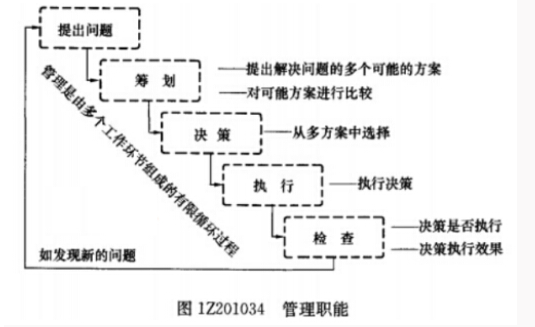 提出问题
筹划
提出解决问题的多个可能的方案
对可能方案进行比较
决策
从多方案中选择
执行
执行决策
检查
决策是否执行
决策执行效果
管理是由多个工作环节组成的有限循环过程
如发现新的问题
图 1Z201034 管理职能